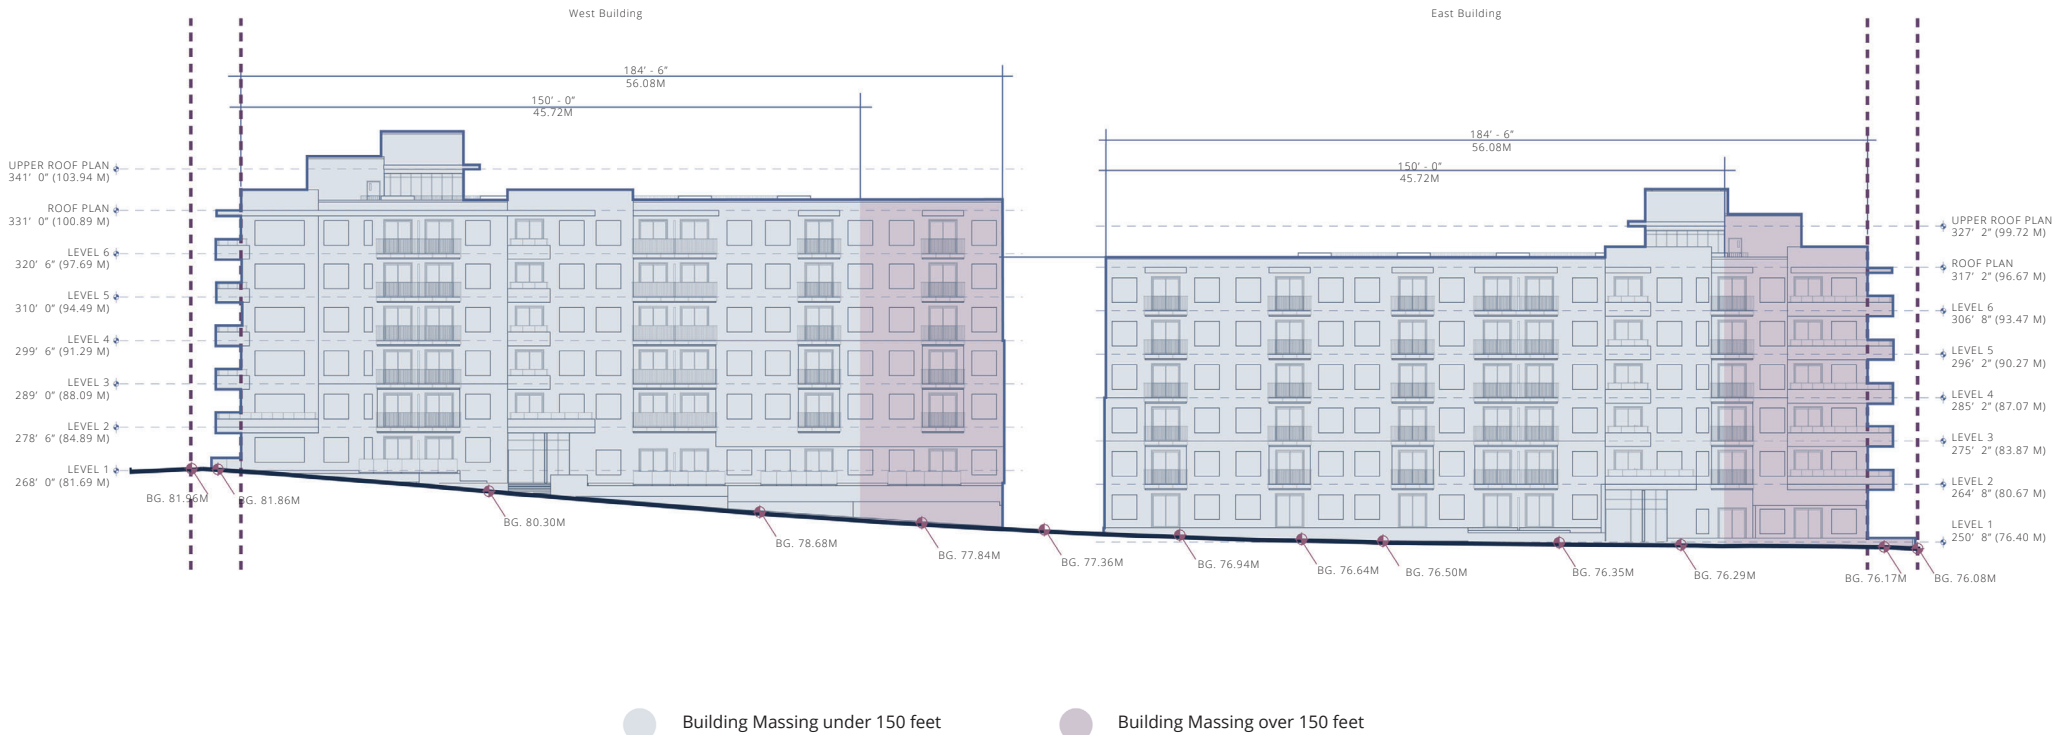 West Building
East Building
184' - 6"
56.08M
150' - 0"
45.72M
184' - 6"
56.08M
150' - 0"
45.72M
UPPER ROOF PLAN
341' 0" (103.94 M)
ROOF PLAN
331' 0" (100.89 M)
LEVEL 6
320' 6" (97.69 M)
LEVEL 5
310' 0" (94.49 M)
LEVEL 4
299' 6" (91.29 M)
LEVEL 3
289' 0" (88.09 M)
LEVEL 2
278' 6" (84.89 M)
LEVEL 1
268' 0" (81.69 M)
UPPER ROOF PLAN
327' 2" (99.72 M)
ROOF PLAN
317' 2" (96.67 M)
LEVEL 6
306' 8" (93.47 M)
LEVEL 5
296' 2" (90.27 M)
LEVEL 4
285' 2" (87.07 M)
LEVEL 3
275' 2" (83.87 M)
LEVEL 2
264' 8" (80.67 M)
LEVEL 1
250' 8" (76.40 M)
BG. 81.96M
BG. 81.86M
BG. 80.30M
BG. 78.68M
BG. 77.84M
BG. 77.36M
BG. 76.94M
BG. 76.64M
BG. 76.50M
BG. 76.35M
BG. 76.29M
BG. 76.17M
BG. 76.08M
Building Massing under 150 feet
Building Massing over 150 feet